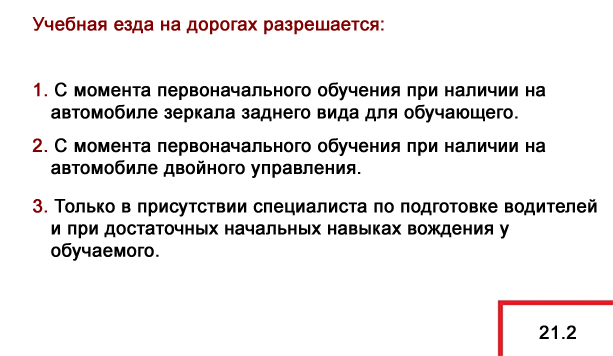 Учебная езда на дорогах разрешается:
1. С момента первоначального обучения при наличии на
автомобиле зеркала заднего вида для обучающего.
2. С момента первоначального обучения при наличии на
автомобиле двойного управления.
3. Только в присутствии специалиста по подготовке водителей
и при достаточных начальных навыках вождения у
обучаемого.
21.2